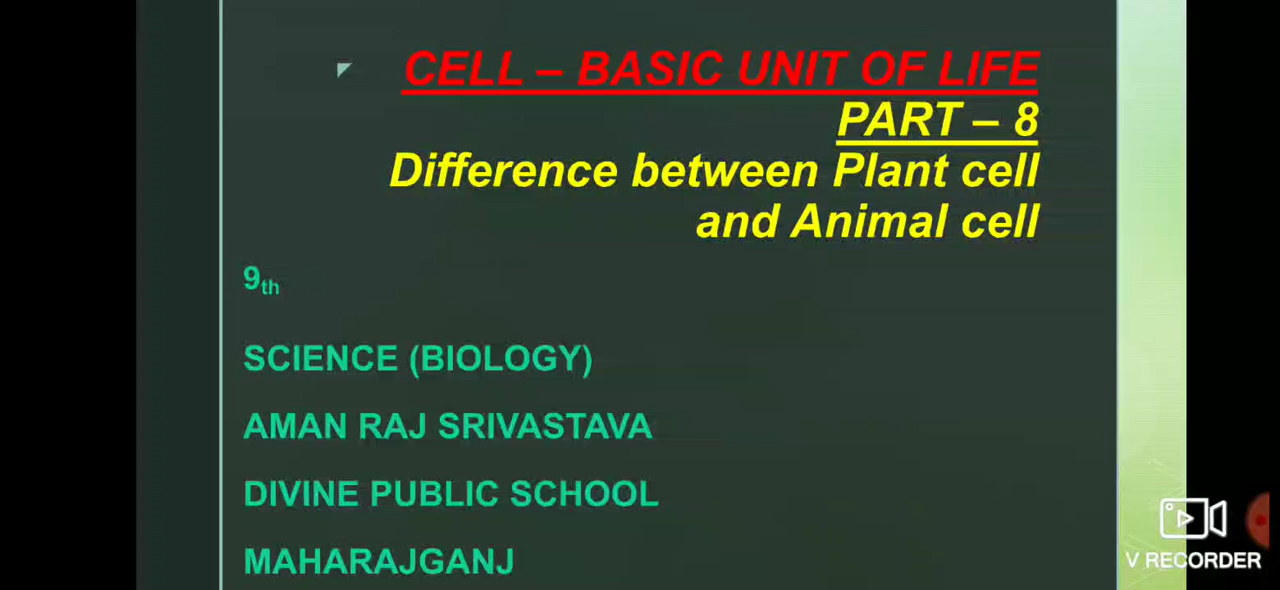 CELL – BASIC UNIT OF LIFE
PART – 8
Difference between Plant cell
and Animal cell
9th
SCIENCE (BIOLOGY)
AMAN RAJ SRIVASTAVA
DIVINE PUBLIC SCHOOL
MAHARAJGANJ
V RECORDER